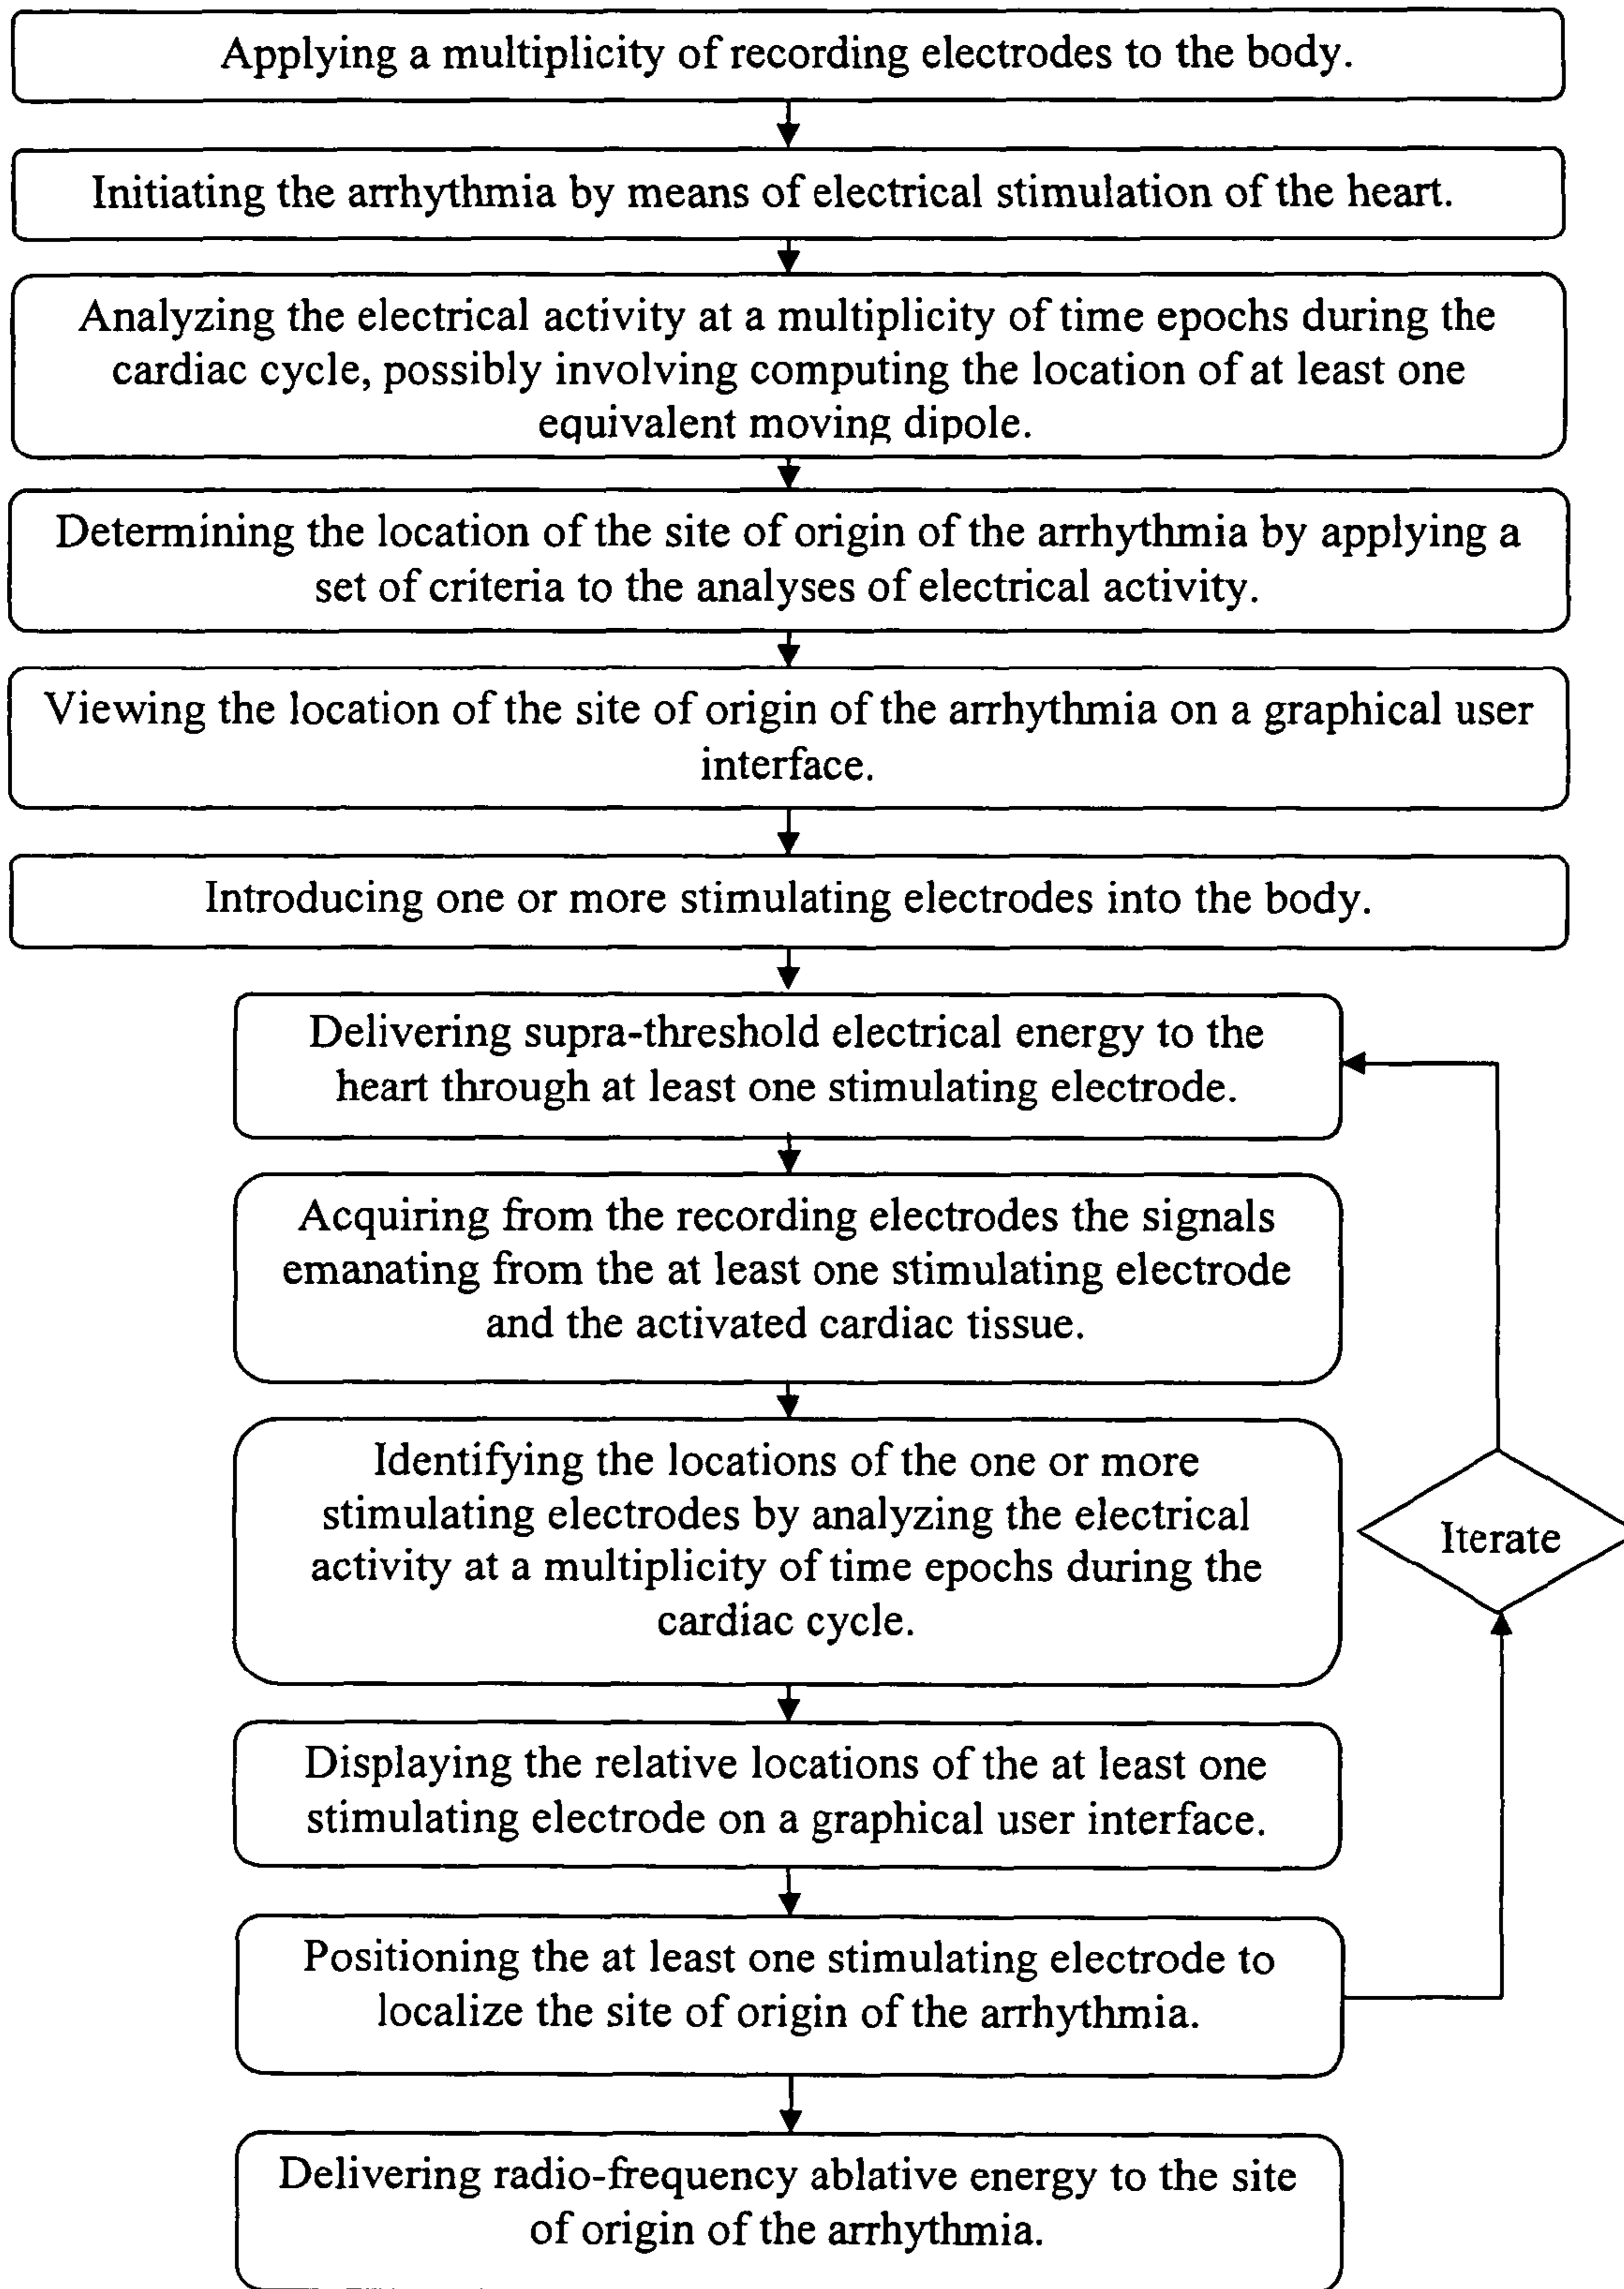 Applying a multiplicity of recording electrodes to the body.
Initiating the arrhythmia by means of electrical stimulation of the heart.
Analyzing the electrical activity at a multiplicity of time epochs during the
cardiac cycle, possibly involving computing the location of at least one
equivalent moving dipole.
Determining the location of the site of origin of the arrhythmia by applying a
set of criteria to the analyses of electrical activity.
Viewing the location of the site of origin of the arrhythmia on a graphical user
interface.
Introducing one or more stimulating electrodes into the body.
Delivering supra-threshold electrical energy to the
heart through at least one stimulating electrode.
Acquiring from the recording electrodes the signals
emanating from the at least one stimulating electrode
and the activated cardiac tissue.
Identifying the locations of the one or more
stimulating electrodes by analyzing the electrical
activity at a multiplicity of time epochs during the
cardiac cycle.
Iterate
Displaying the relative locations of the at least one
stimulating electrode on a graphical user interface.
Positioning the at least one stimulating electrode to
localize the site of origin of the arrhythmia.
Delivering radio-frequency ablative energy to the site
of origin of the arrhythmia.